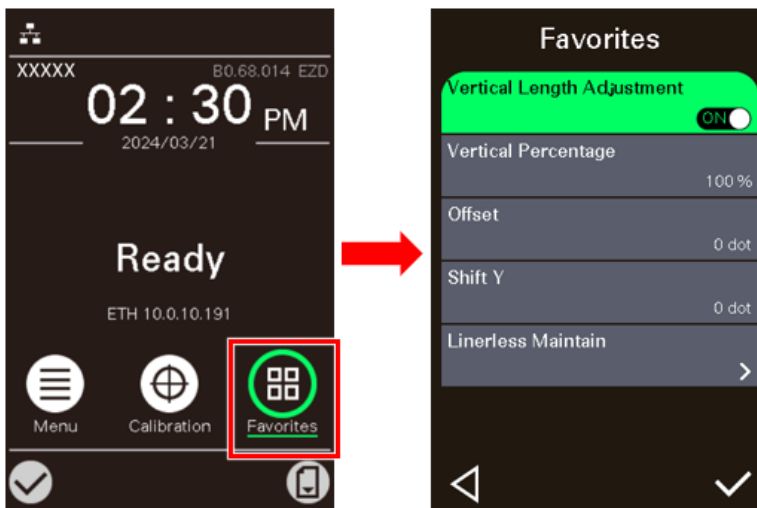 XXXXX
B0.68.014 EZD
02 : 30 PM
2024/03/21
Ready
ETH 10.0.10.191
Menu
Calibration
Favorites
Favorites
Vertical Length Adjustment
ON
Vertical Percentage
100 %
Offset
0 dot
Shift Y
0 dot
Linerless Maintain